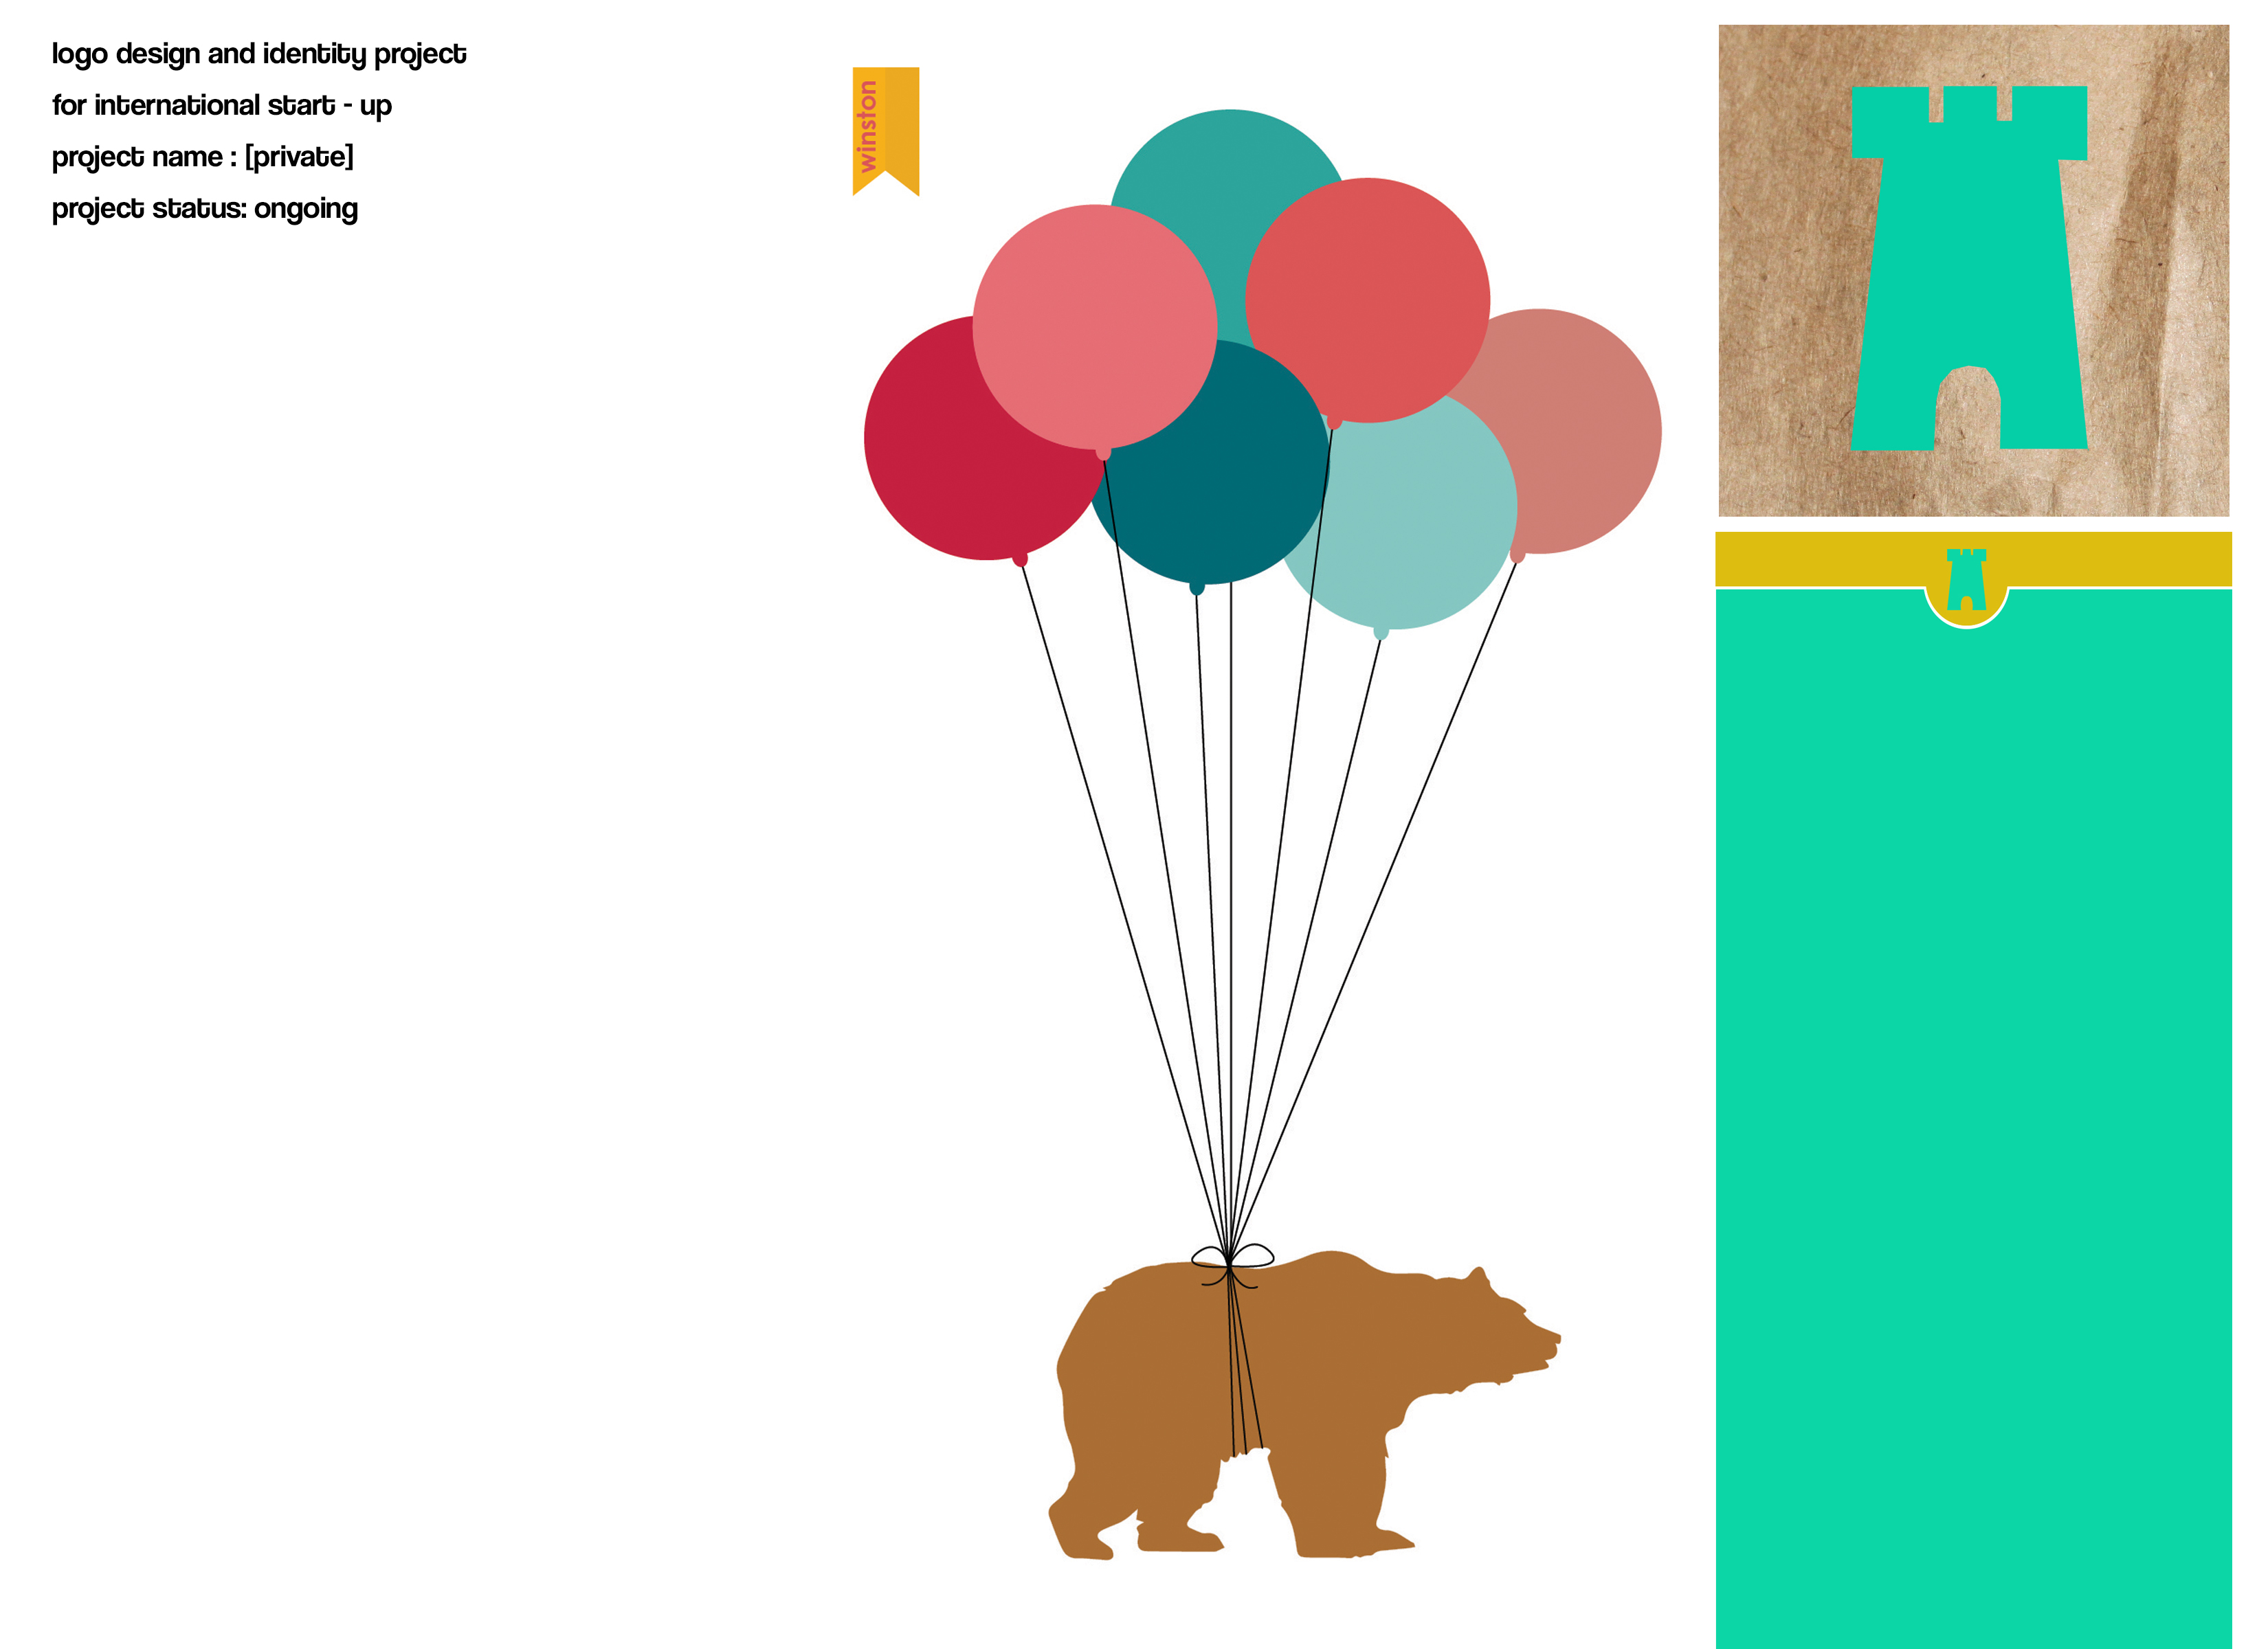 logo design and identity project
for international start - up
project name : [private]
project status: ongoing
winston